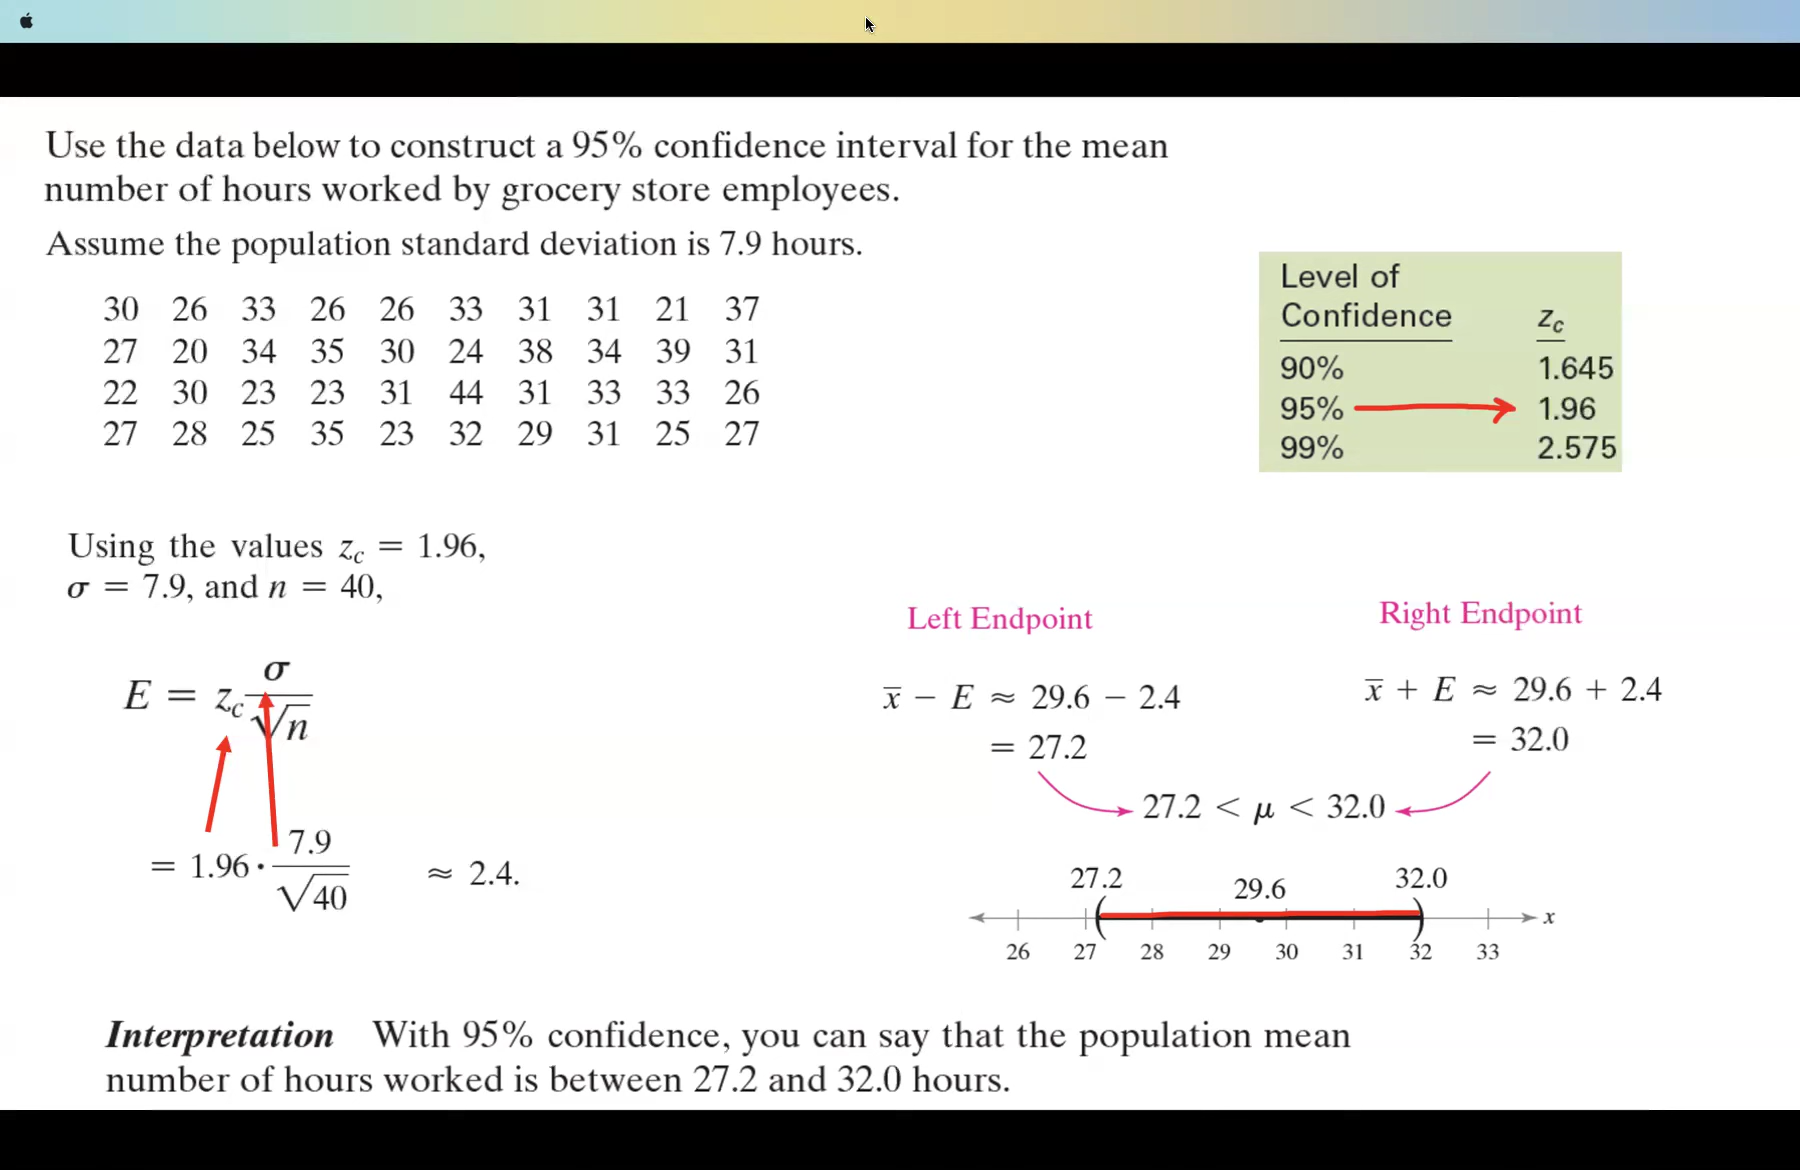 Use the data below to construct a 95% confidence interval for the mean
number of hours worked by grocery store employees.
Assume the population standard deviation is 7.9 hours.
30 26 33 26 26 33 31 31 21 37
27 20 34 35 30 24 38 34 39 31
22 30 23 23 31 44 31 33 33 26
27 28 25 35 23 32 29 31 25 27
Level of
Confidence z_c
90% 1.645
95% 1.96
99% 2.575
Using the values z_c = 1.96,
σ = 7.9, and n = 40,
E = z_c σ/√n
= 1.96 · 7.9/√40 ≈ 2.4.
Left Endpoint
x̄ − E ≈ 29.6 − 2.4
= 27.2
Right Endpoint
x̄ + E ≈ 29.6 + 2.4
= 32.0
27.2 < μ < 32.0
27.2 29.6 32.0
x
26 27 28 29 30 31 32 33
Interpretation With 95% confidence, you can say that the population mean
number of hours worked is between 27.2 and 32.0 hours.